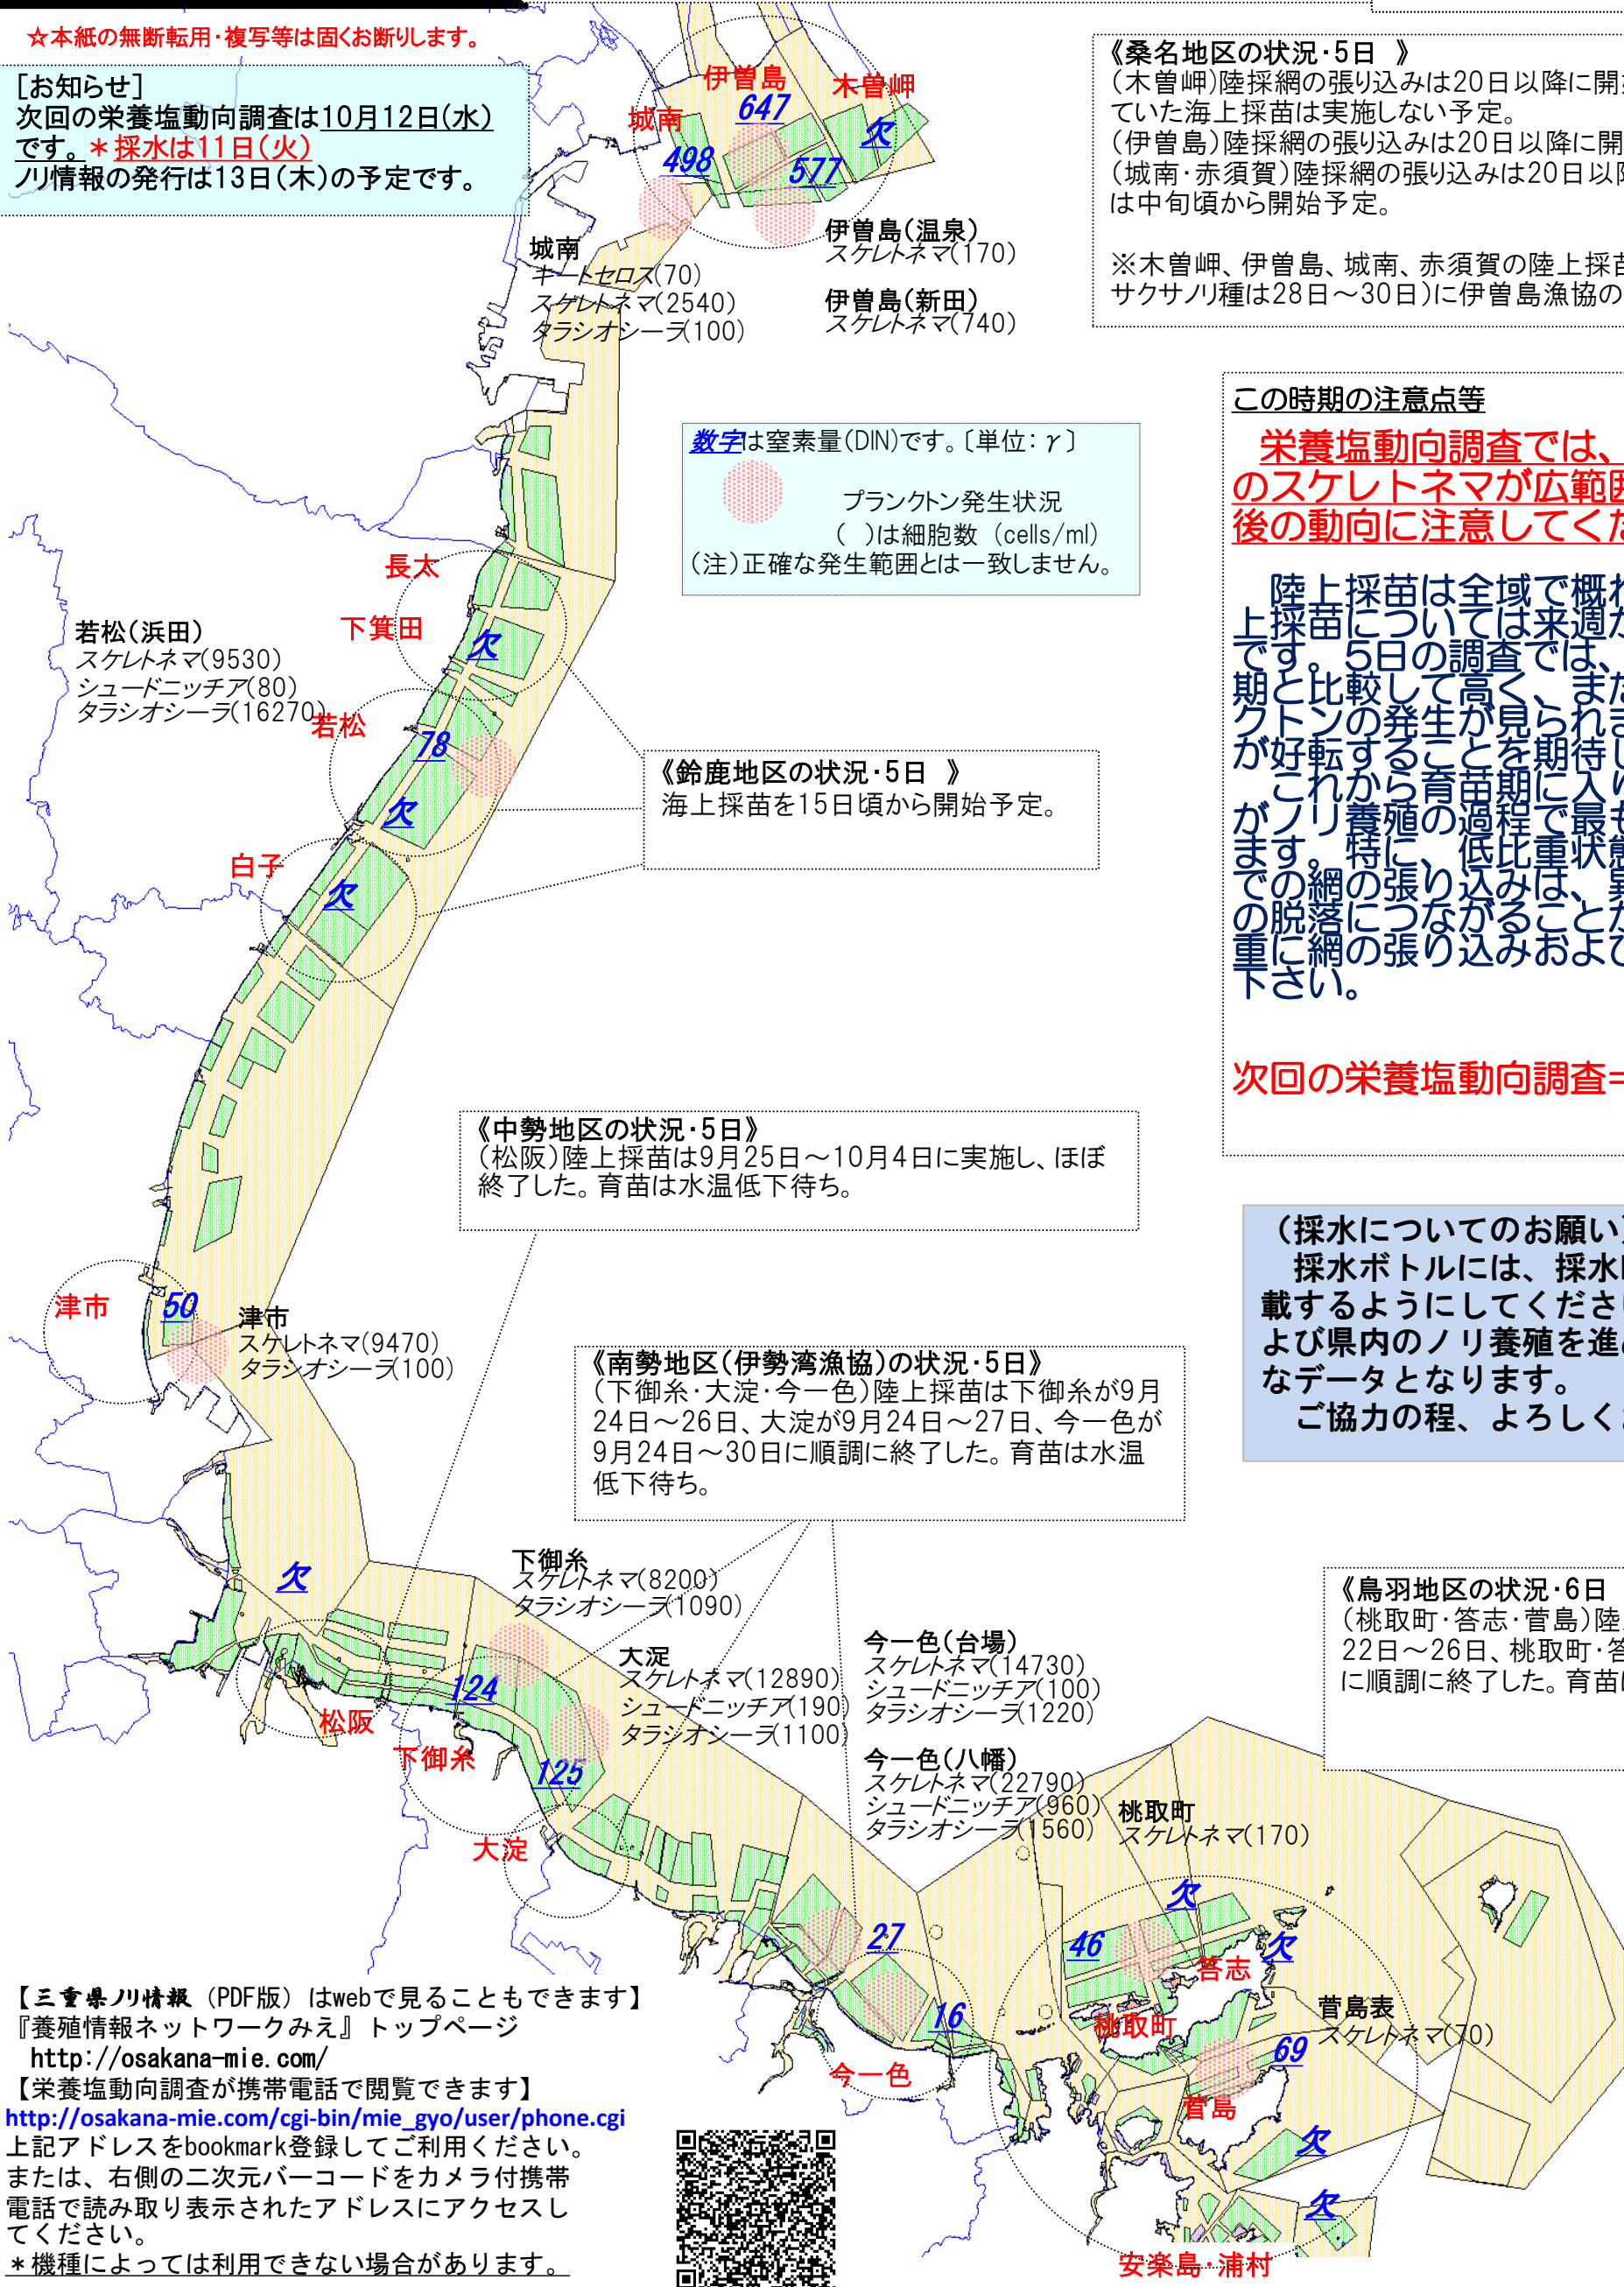 ☆本紙の無断転用・複写等は固くお断りします。
［お知らせ］
次回の栄養塩動向調査は10月12日(水)
です。＊採水は11日(火)
ノリ情報の発行は13日(木)の予定です。
伊曽島
647
木曽岬
城南
欠
498
577
《桑名地区の状況・5日 》
(木曽岬)陸採網の張り込みは20日以降に開
ていた海上採苗は実施しない予定。
(伊曽島)陸採網の張り込みは20日以降に開
(城南・赤須賀)陸採網の張り込みは20日以
は中旬頃から開始予定。
※木曽岬、伊曽島、城南、赤須賀の陸上採
サクサノリ種は28日～30日)に伊曽島漁協の
城南
キートセロス(70)
スケレトネマ(2540)
タラシオシーラ(100)
伊曽島(温泉)
スケレトネマ(170)
伊曽島(新田)
スケレトネマ(740)
数字は窒素量(DIN)です。〔単位：γ〕
プランクトン発生状況
( )は細胞数 (cells/ml)
(注)正確な発生範囲とは一致しません。
この時期の注意点等
栄養塩動向調査では、
のスケレトネマが広範
後の動向に注意してく
陸上採苗は全域で概
上採苗については来週
です。5日の調査では、
期と比較して高く、ま
クトンの発生が見られ
が好転することを期待
これから育苗期に入
がノリ養殖の過程で最
ます。特に、低比重状
での網の張り込みは、
の脱落につながること
重に網の張り込みおよ
下さい。
次回の栄養塩動向調査＝
長太
下箕田
欠
若松(浜田)
スケレトネマ(9530)
シュードニッチア(80)
タラシオシーラ(16270)
若松
78
欠
白子
欠
《鈴鹿地区の状況・5日 》
海上採苗を15日頃から開始予定。
《中勢地区の状況・5日》
(松阪)陸上採苗は9月25日～10月4日に実施し、ほぼ
終了した。育苗は水温低下待ち。
(採水についてのお願い
採水ボトルには、採水
載するようにしてくださ
よび県内のノリ養殖を進
なデータとなります。
ご協力の程、よろしく
津市
50
津市
スケレトネマ(9470)
タラシオシーラ(100)
《南勢地区(伊勢湾漁協)の状況・5日》
(下御糸・大淀・今一色)陸上採苗は下御糸が9月
24日～26日、大淀が9月24日～27日、今一色が
9月24日～30日に順調に終了した。育苗は水温
低下待ち。
欠
下御糸
スケレトネマ(8200)
タラシオシーラ(1090)
大淀
スケレトネマ(12890)
シュードニッチア(190)
タラシオシーラ(1100)
今一色(台場)
スケレトネマ(14730)
シュードニッチア(100)
タラシオシーラ(1220)
今一色(八幡)
スケレトネマ(22790)
シュードニッチア(960)
タラシオシーラ(1560)
《鳥羽地区の状況・6日
(桃取町・答志・菅島)陸
22日～26日、桃取町・
に順調に終了した。育苗
124
松阪
下御糸
125
大淀
桃取町
スケレトネマ(170)
欠
27
46
欠
答志
16
桃取町
菅島表
スケレトネマ(70)
69
今一色
菅島
欠
欠
安楽島・浦村
【三重県ノリ情報（PDF版）はwebで見ることもできます】
『養殖情報ネットワークみえ』トップページ
http://osakana-mie.com/
【栄養塩動向調査が携帯電話で閲覧できます】
http://osakana-mie.com/cgi-bin/mie_gyo/user/phone.cgi
上記アドレスをbookmark登録してご利用ください。
または、右側の二次元バーコードをカメラ付携帯
電話で読み取り表示されたアドレスにアクセスし
てください。
＊機種によっては利用できない場合があります。